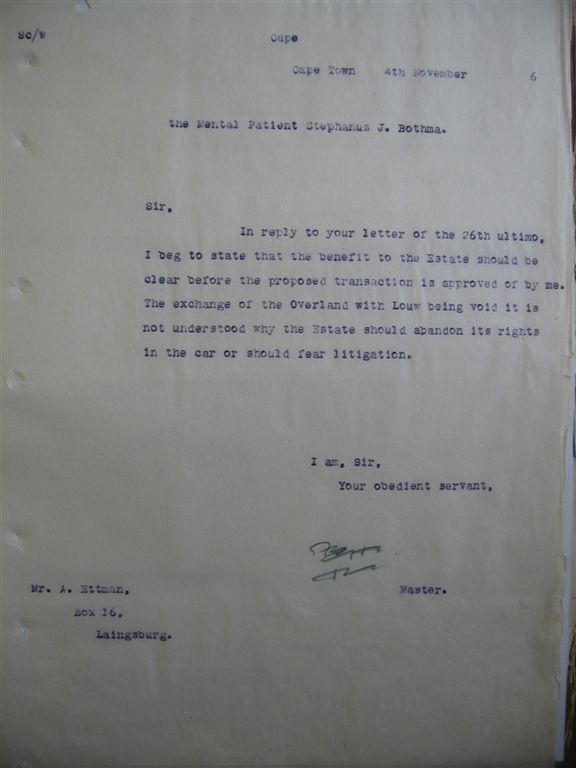 Sc/W
Cape
Cape Town 4th November 6
the Mental Patient Stephanus J. Bothma.
Sir,
In reply to your letter of the 26th ultimo,
I beg to state that the benefit to the Estate should be
clear before the proposed transaction is approved of by me.
The exchange of the Overland with Louw being void it is
not understood why the Estate should abandon its rights
in the car or should fear litigation.
I am, Sir,
Your obedient servant,
Master.
Mr. A. Ettman,
Box 16,
Laingsburg.